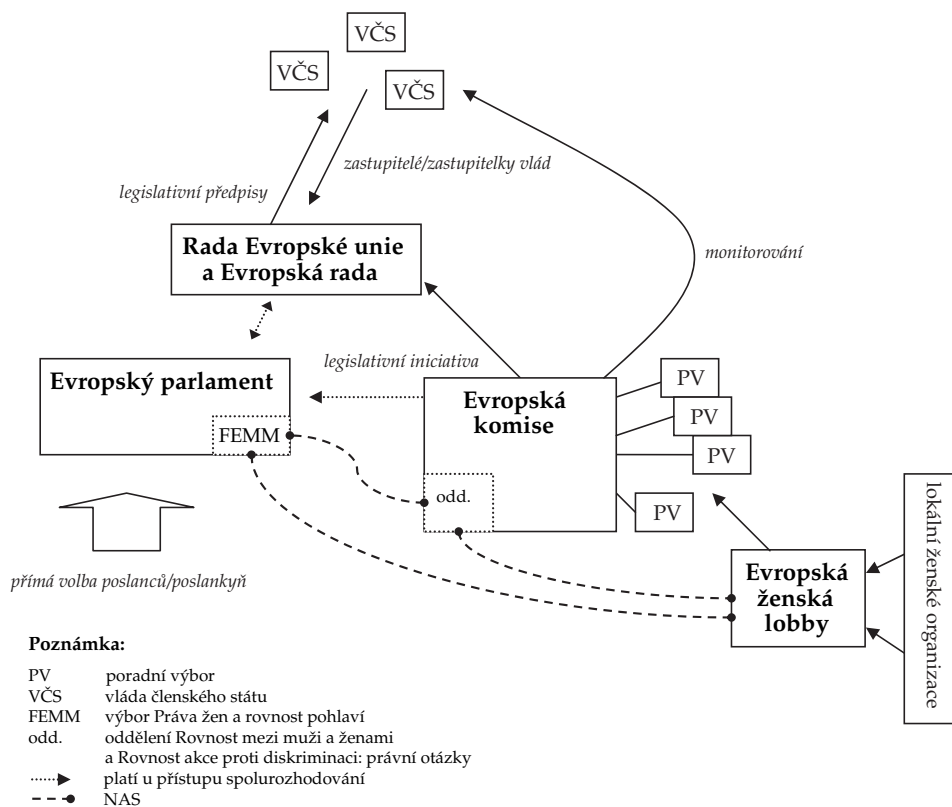 VČS
VČS
VČS
zastupitelé/zastupitelky vlád
legislativní předpisy
Rada Evropské unie
a Evropská rada
monitorování
legislativní iniciativa
Evropský parlament
FEMM
Evropská
komise
odd.
PV
PV
PV
PV
lokální ženské organizace
Evropská
ženská
lobby
přímá volba poslanců/poslankyň
Poznámka:
PV poradní výbor
VČS vláda členského státu
FEMM výbor Práva žen a rovnost pohlaví
odd. oddělení Rovnost mezi muži a ženami
a Rovnost akce proti diskriminaci: právní otázky
platí u přístupu spolurozhodování
NAS